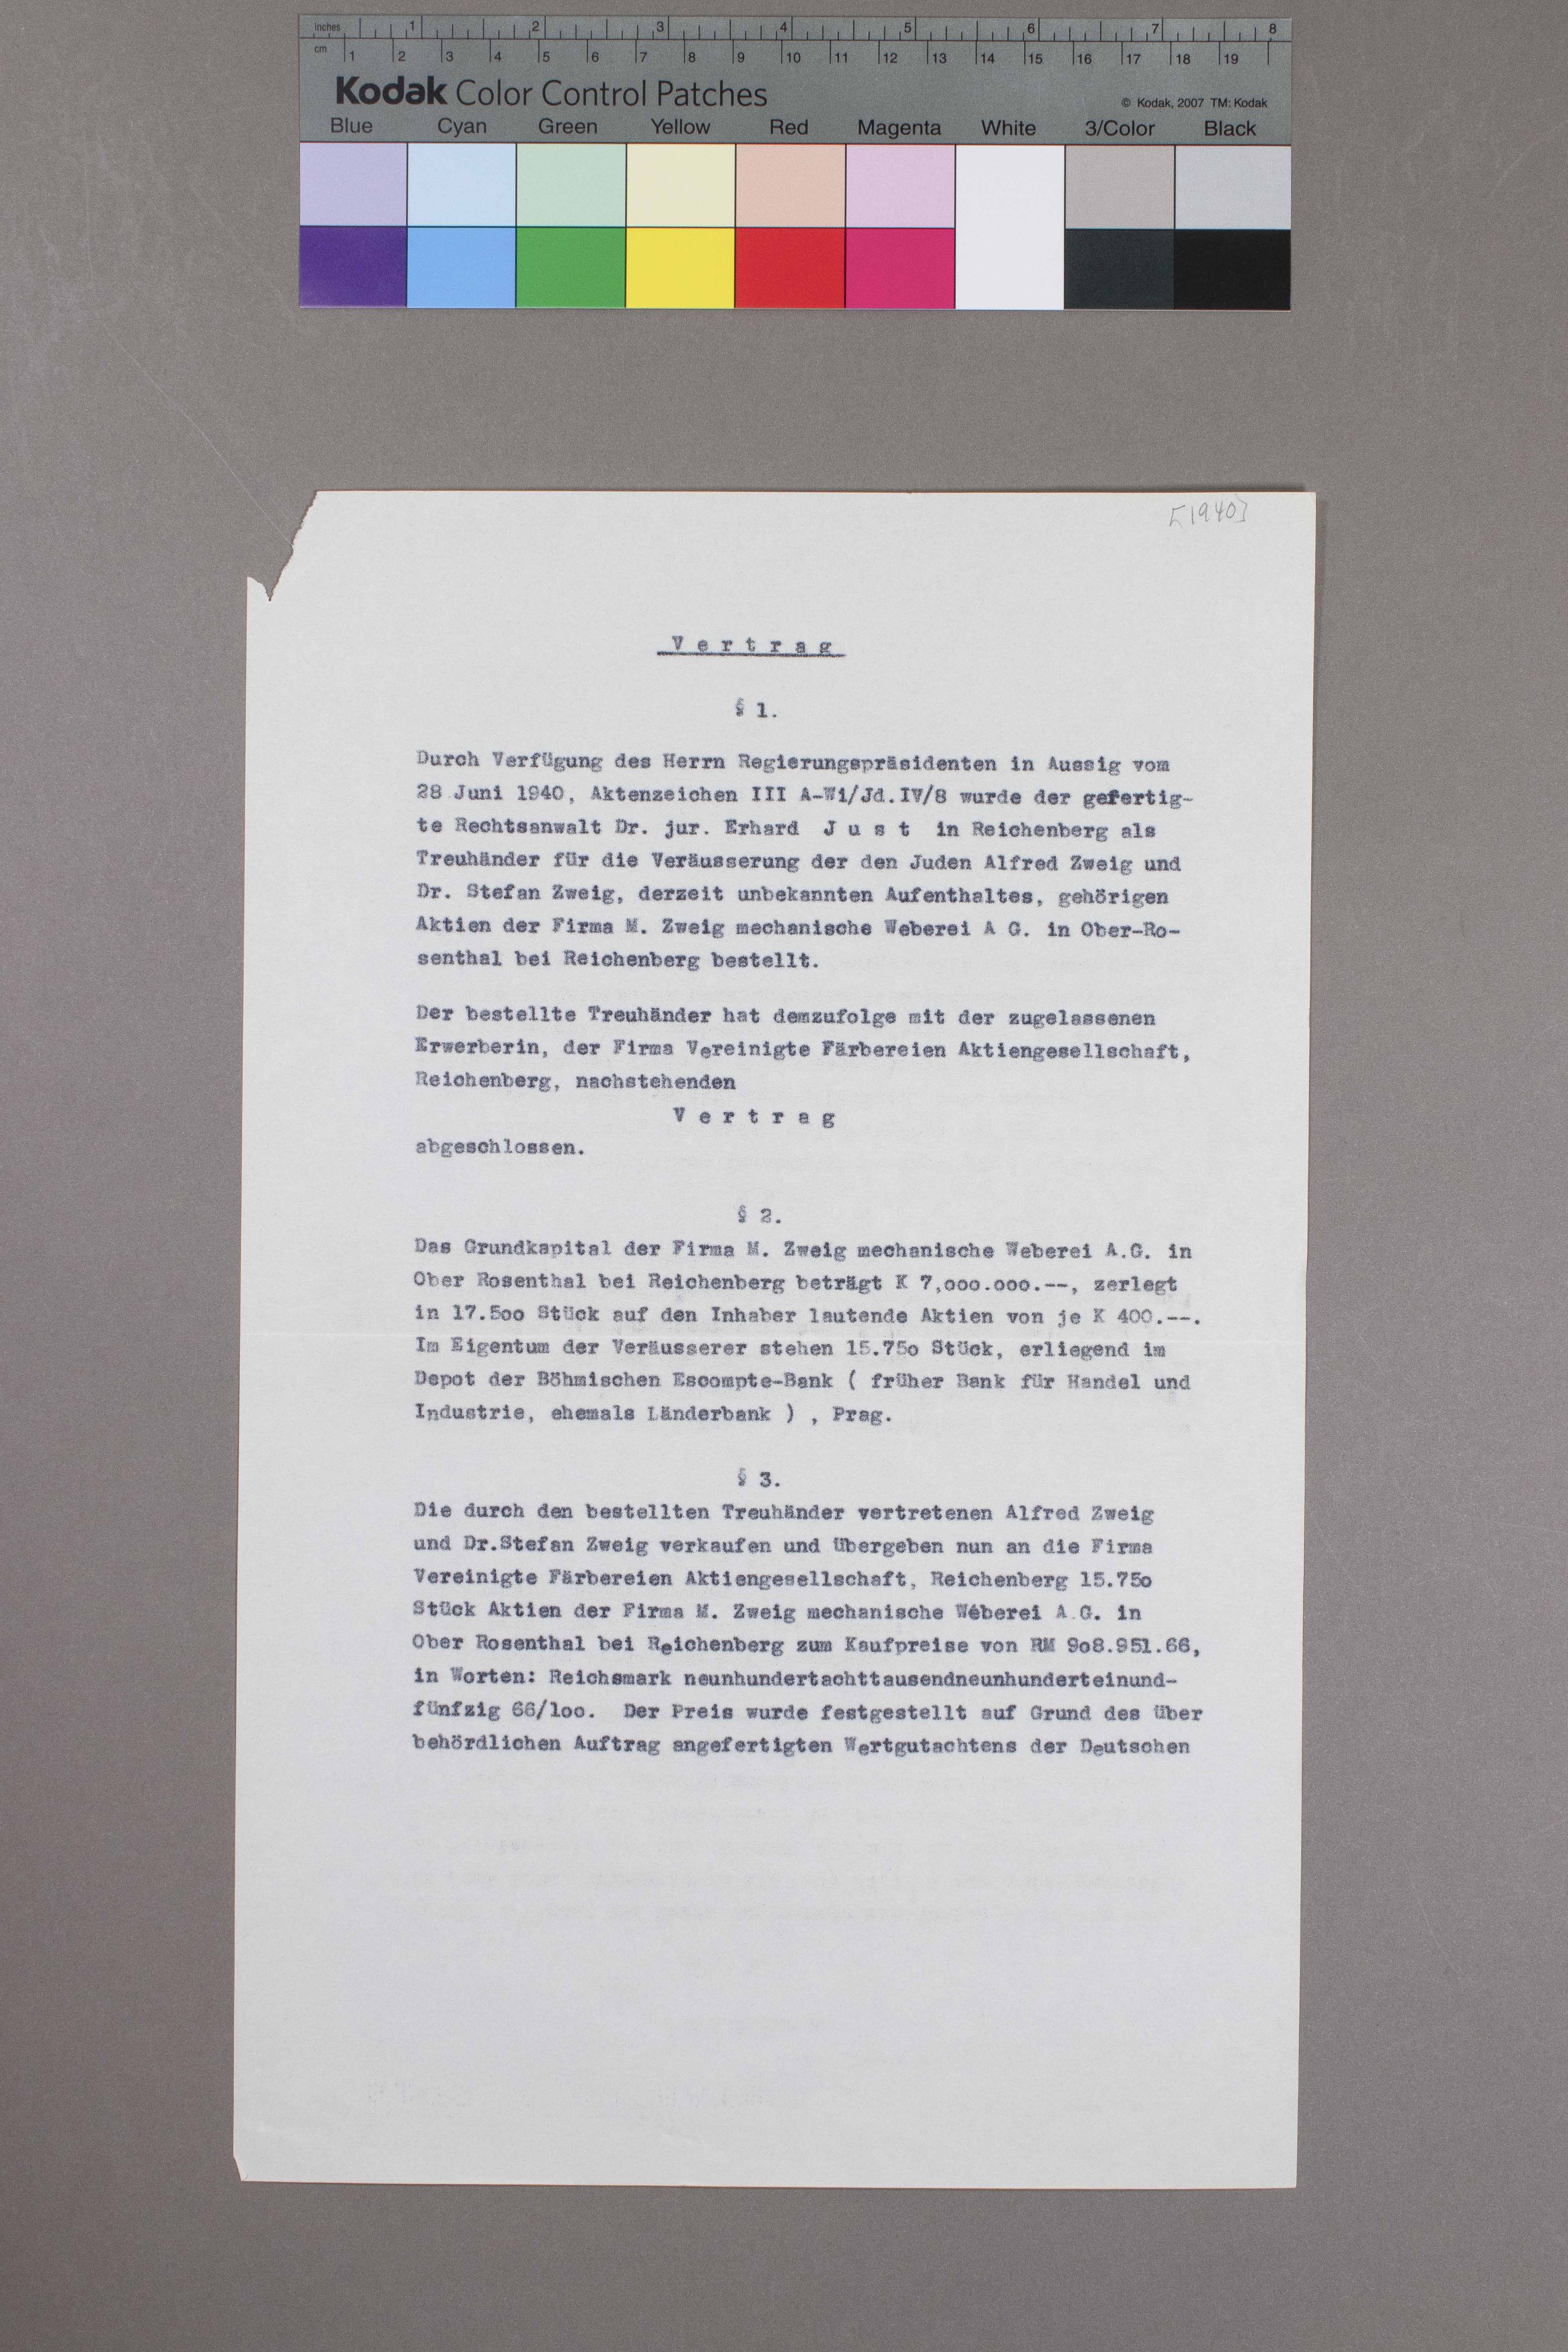 inches 1 2 3 4 5 6 7 8
cm 1 2 3 4 5 6 7 8 9 10 11 12 13 14 15 16 17 18 19
Kodak Color Control Patches
© Kodak, 2007 TM: Kodak
Blue Cyan Green Yellow Red Magenta White 3/Color Black
[1940]
V e r t r a g
§ 1.
Durch Verfügung des Herrn Regierungspräsidenten in Aussig vom
28 Juni 1940, Aktenzeichen III A-Wi/Jd.IV/8 wurde der gefertig-
te Rechtsanwalt Dr. jur. Erhard J u s t in Reichenberg als
Treuhänder für die Veräusserung der den Juden Alfred Zweig und
Dr. Stefan Zweig, derzeit unbekannten Aufenthaltes, gehörigen
Aktien der Firma M. Zweig mechanische Weberei A G. in Ober-Ro-
senthal bei Reichenberg bestellt.
Der bestellte Treuhänder hat demzufolge mit der zugelassenen
Erwerberin, der Firma Vereinigte Färbereien Aktiengesellschaft,
Reichenberg, nachstehenden
V e r t r a g
abgeschlossen.
§ 2.
Das Grundkapital der Firma M. Zweig mechanische Weberei A.G. in
Ober Rosenthal bei Reichenberg beträgt K 7,ooo.ooo.--, zerlegt
in 17.5oo Stück auf den Inhaber lautende Aktien von je K 400.--.
Im Eigentum der Veräusserer stehen 15.75o Stück, erliegend im
Depot der Böhmischen Escompte-Bank ( früher Bank für Handel und
Industrie, ehemals Länderbank ) , Prag.
§ 3.
Die durch den bestellten Treuhänder vertretenen Alfred Zweig
und Dr.Stefan Zweig verkaufen und übergeben nun an die Firma
Vereinigte Färbereien Aktiengesellschaft, Reichenberg 15.75o
Stück Aktien der Firma M. Zweig mechanische Weberei A.G. in
Ober Rosenthal bei Reichenberg zum Kaufpreise von RM 9o8.951.66,
in Worten: Reichsmark neunhundertachttausendneunhunderteinund-
fünfzig 66/loo. Der Preis wurde festgestellt auf Grund des über
behördlichen Auftrag angefertigten Wertgutachtens der Deutschen